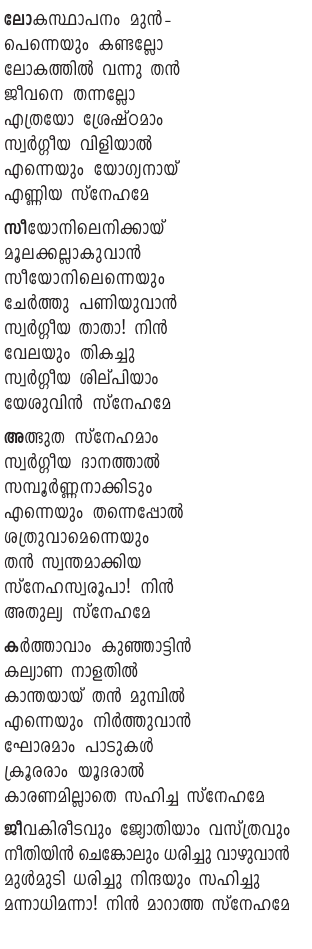 ലോകസ്ഥാപനം മുൻ-
പെന്നെയും കണ്ടല്ലോ
ലോകത്തിൽ വന്നു തൻ
ജീവനെ തന്നല്ലോ
എത്രയോ ശ്രേഷ്ഠമാം
സ്വർഗ്ഗീയ വിളിയാൽ
എന്നെയും യോഗ്യനായ്
എണ്ണിയ സ്നേഹമേ
സീയോനിലെനിക്കായ്
മൂലക്കല്ലാകുവാൻ
സീയോനിലെന്നെയും
ചേർത്തു പണിയുവാൻ
സ്വർഗ്ഗീയ താതാ! നിൻ
വേലയും തികച്ചു
സ്വർഗ്ഗീയ ശില്പിയാം
യേശുവിൻ സ്നേഹമേ
അത്ഭുത സ്നേഹമാം
സ്വർഗ്ഗീയ ദാനത്താൽ
സമ്പൂർണ്ണനാക്കിടും
എന്നെയും തന്നെപ്പോൽ
ശത്രുവാമെന്നെയും
തൻ സ്വന്തമാക്കിയ
സ്നേഹസ്വരൂപാ! നിൻ
അതുല്യ സ്നേഹമേ
കർത്താവാം കുഞ്ഞാട്ടിൻ
കല്യാണ നാളതിൽ
കാന്തയായ് തൻ മുമ്പിൽ
എന്നെയും നിർത്തുവാൻ
ഘോരമാം പാടുകൾ
ക്രൂരരാം യൂദരാൽ
കാരണമില്ലാതെ സഹിച്ച സ്നേഹമേ
ജീവകിരീടവും ജ്യോതിയാം വസ്ത്രവും
നീതിയിൻ ചെങ്കോലും ധരിച്ചു വാഴുവാൻ
മുൾമുടി ധരിച്ചു നിന്ദയും സഹിച്ചു
മന്നാധിമന്നാ! നിൻ മാറാത്ത സ്നേഹമേ